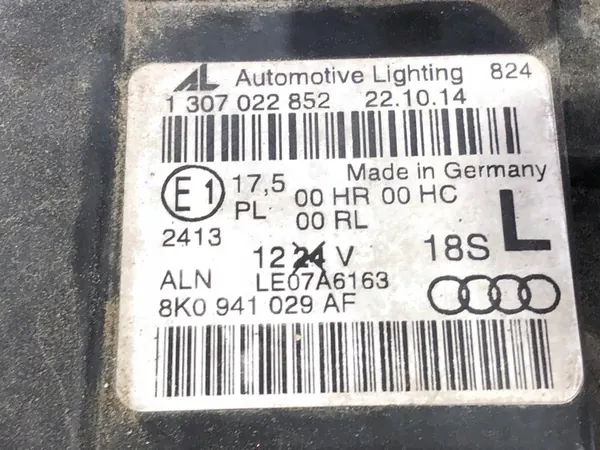 AL Automotive Lighting 824
1 307 022 852 22.10.14
Made in Germany
E1 17,5 00 HR 00 HC
PL 00 RL
2413
12 24 V 18S L
ALN LE07A6163
8K0 941 029 AF